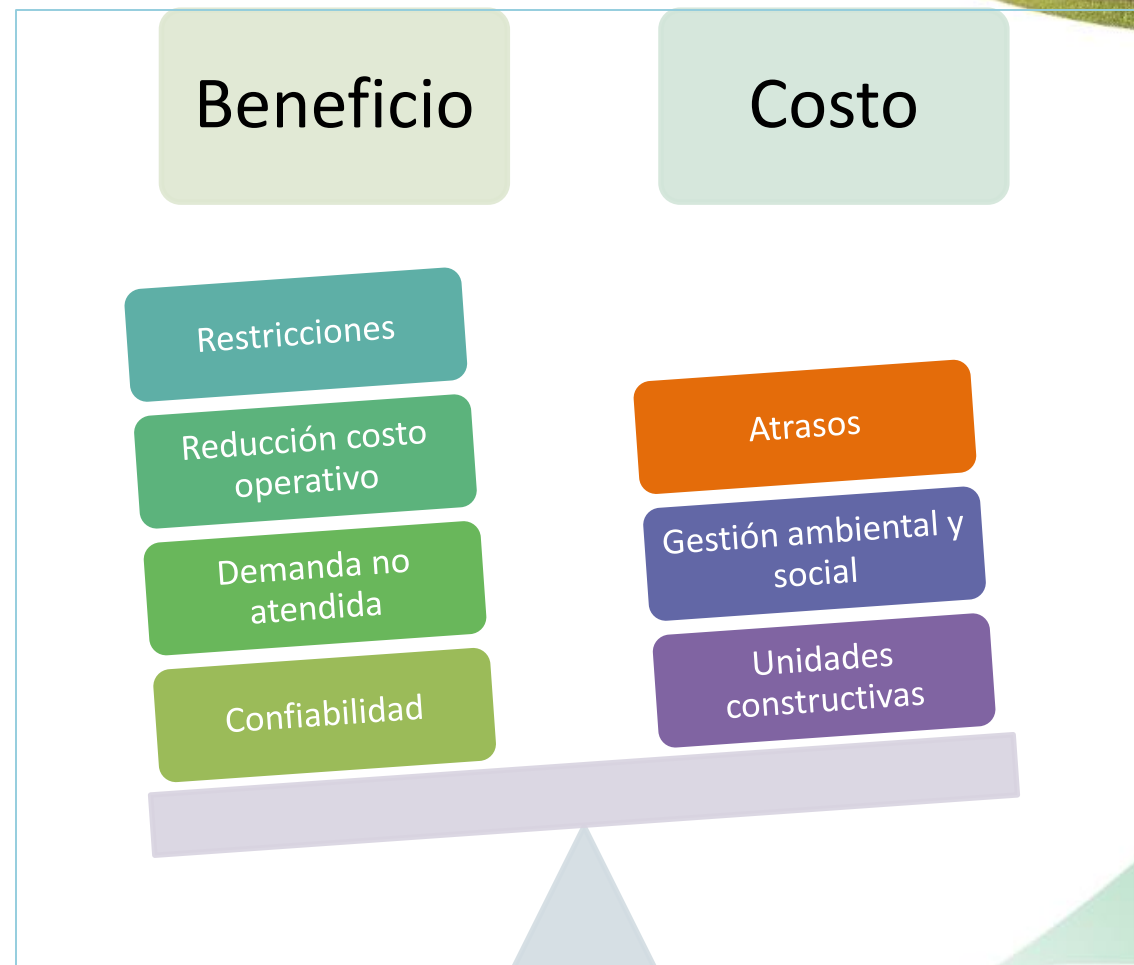 Beneficio
Costo
Restricciones
Reducción costo
operativo
Demanda no
atendida
Confiabilidad
Atrasos
Gestión ambiental y
social
Unidades
constructivas